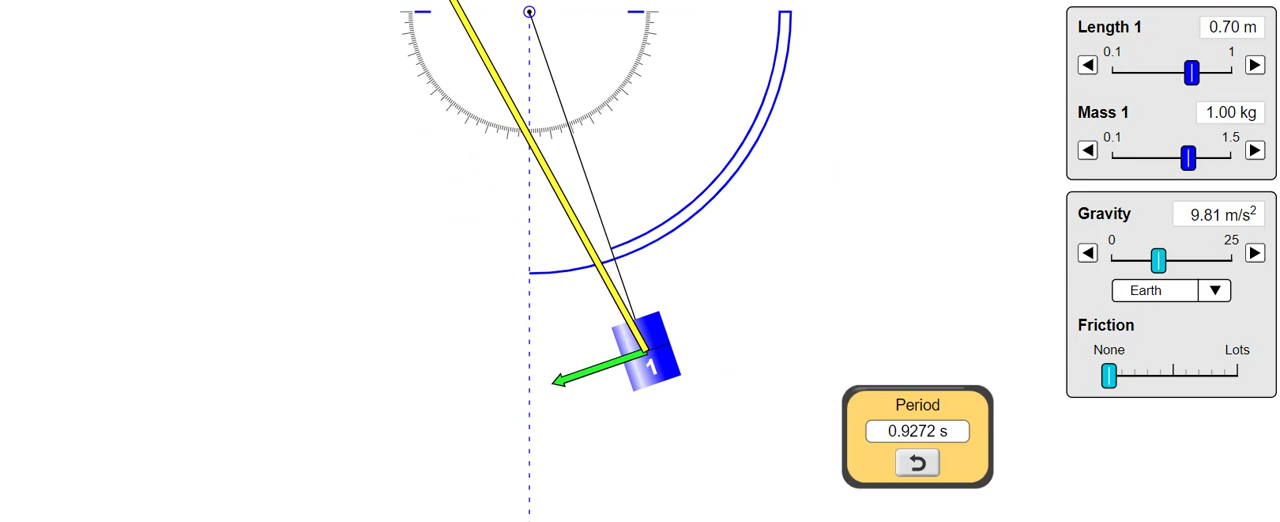 Length 1
0.70 m
0.1
1
Mass 1
1.00 kg
0.1
1.5
Gravity
9.81 m/s²
0
25
Earth
Friction
None
Lots
1
Period
0.9272 s